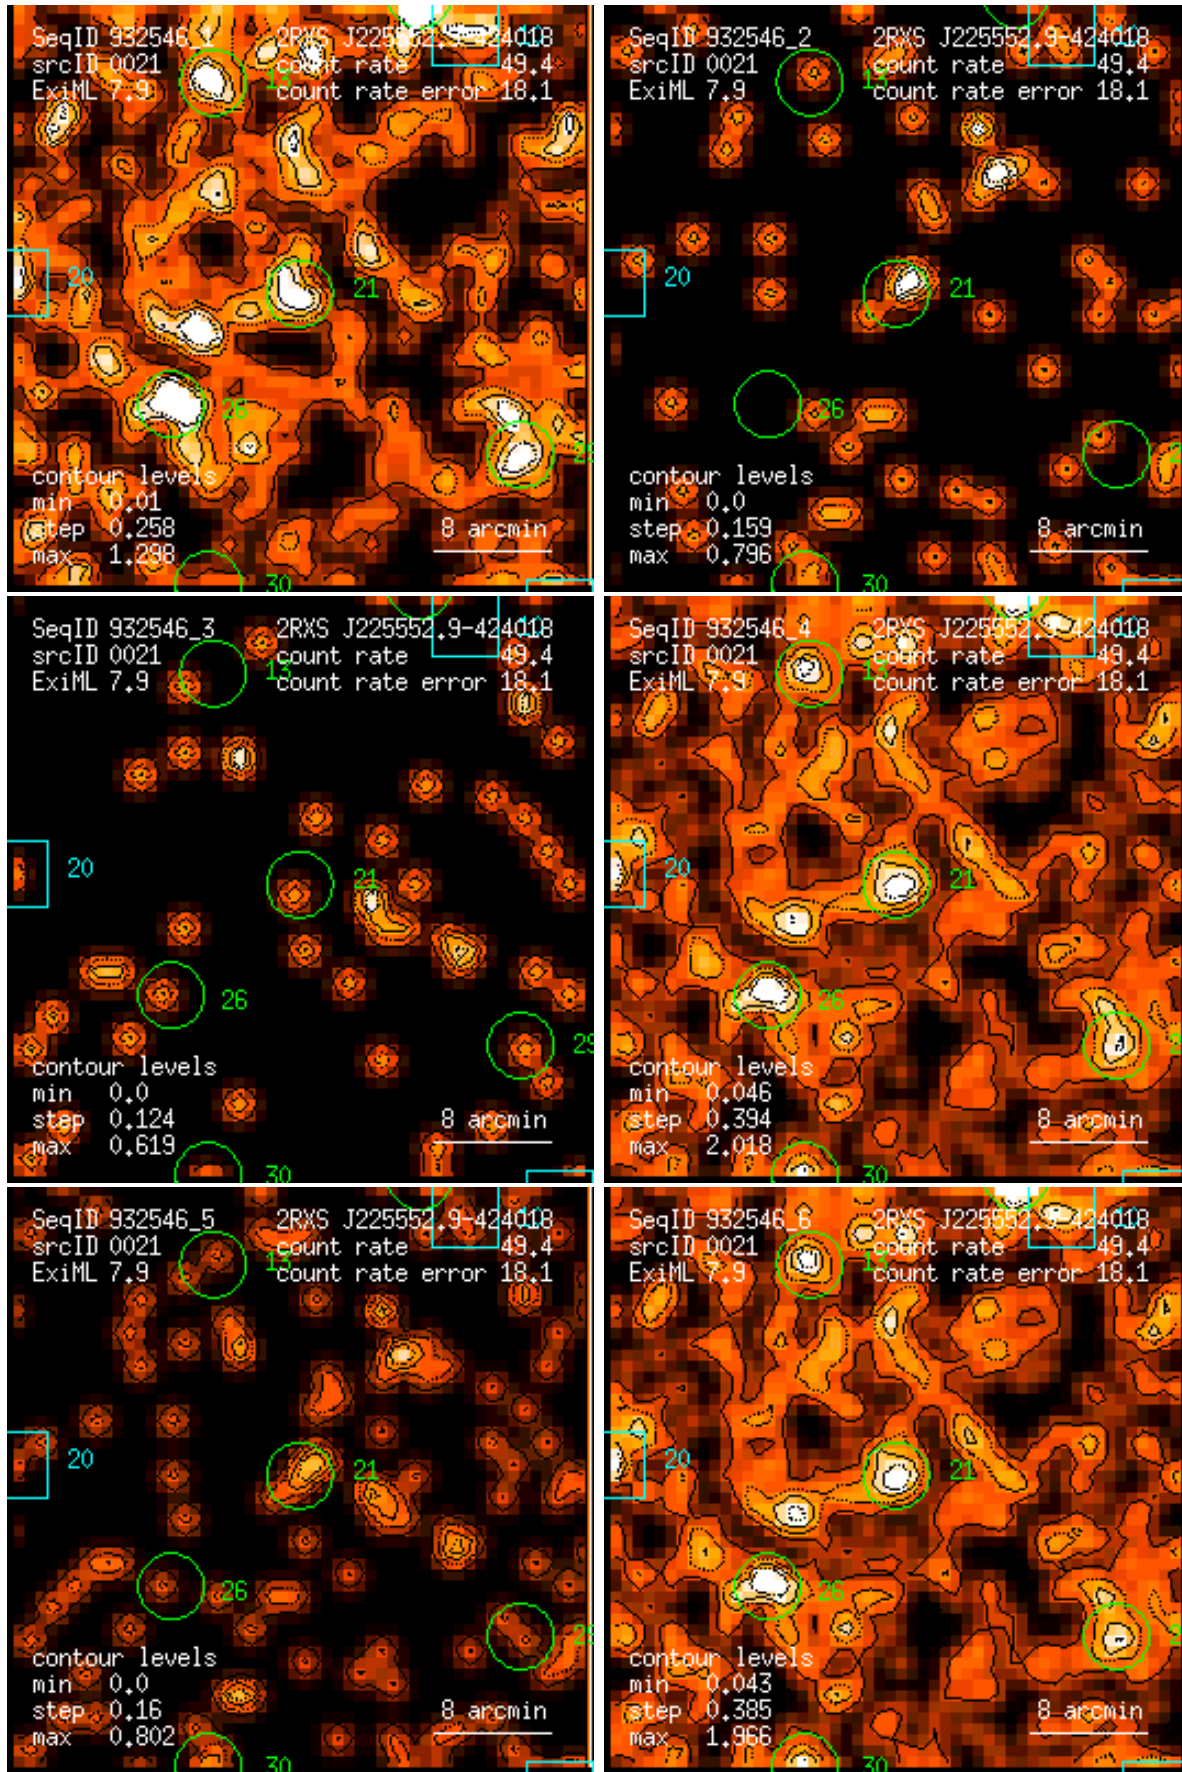 SeqID 932546_1 2RXS J225552.9-424018
srcID 0021 count rate 49.4
ExiML 7.9 13 count rate error 18.1
20
21
26
29
contour levels
min 0.01
step 0.258
max 1.298
8 arcmin
30
SeqID 932546_2 2RXS J225552.9-424018
srcID 0021 count rate 49.4
ExiML 7.9 13 count rate error 18.1
20
21
26
contour levels
min 0.0
step 0.159
max 0.796
8 arcmin
30
SeqID 932546_3 2RXS J225552.9-424018
srcID 0021 count rate 49.4
ExiML 7.9 13 count rate error 18.1
20
21
26
29
contour levels
min 0.0
step 0.124
max 0.619
8 arcmin
30
SeqID 932546_4 2RXS J225552.9-424018
srcID 0021 count rate 49.4
ExiML 7.9 13 count rate error 18.1
20
21
26
contour levels
min 0.046
step 0.394
max 2.018
8 arcmin
30
SeqID 932546_5 2RXS J225552.9-424018
srcID 0021 count rate 49.4
ExiML 7.9 13 count rate error 18.1
20
21
26
29
contour levels
min 0.0
step 0.16
max 0.802
8 arcmin
30
SeqID 932546_6 2RXS J225552.9-424018
srcID 0021 count rate 49.4
ExiML 7.9 13 count rate error 18.1
20
21
26
contour levels
min 0.043
step 0.385
max 1.966
8 arcmin
30